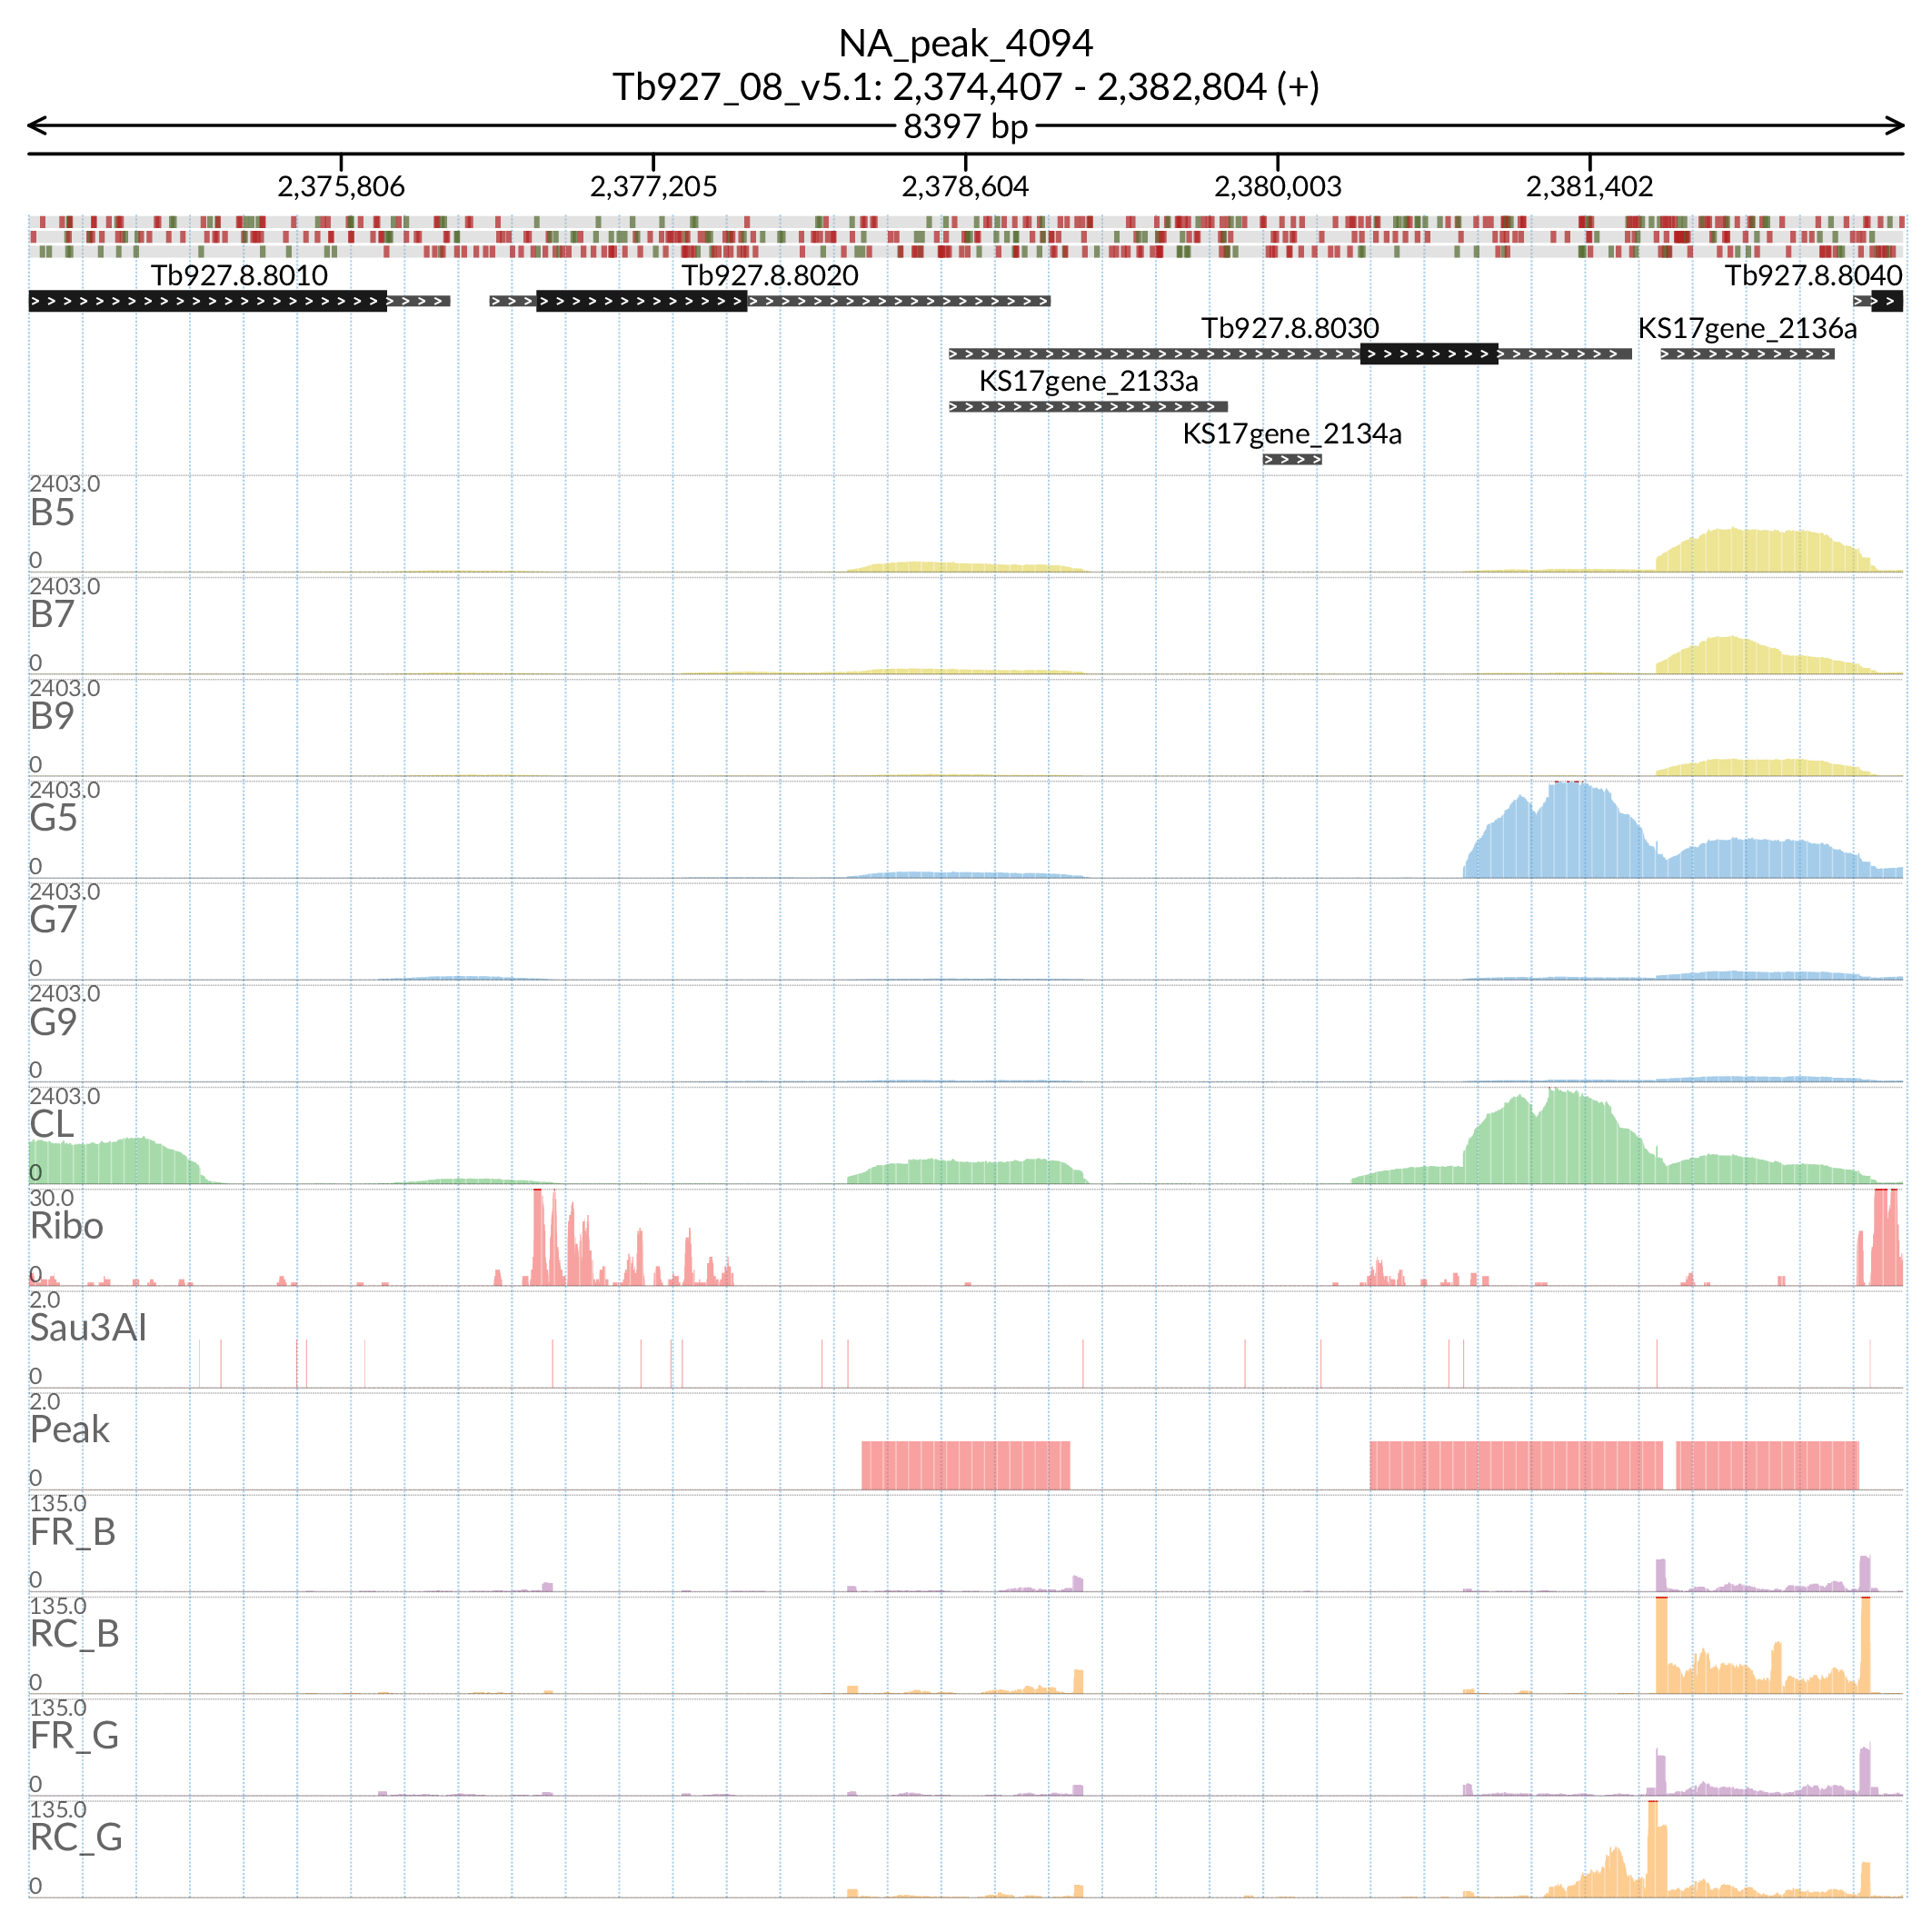 NA_peak_4094
Tb927_08_v5.1: 2,374,407 - 2,382,804 (+)
8397 bp
2,375,806 2,377,205 2,378,604 2,380,003 2,381,402
Tb927.8.8010 Tb927.8.8020 Tb927.8.8040
Tb927.8.8030 KS17gene_2136a
KS17gene_2133a
KS17gene_2134a
2403.0
B5
0
2403.0
B7
0
2403.0
B9
0
2403.0
G5
0
2403.0
G7
0
2403.0
G9
0
2403.0
CL
0
30.0
Ribo
0
2.0
Sau3AI
0
2.0
Peak
0
135.0
FR_B
0
135.0
RC_B
0
135.0
FR_G
0
135.0
RC_G
0